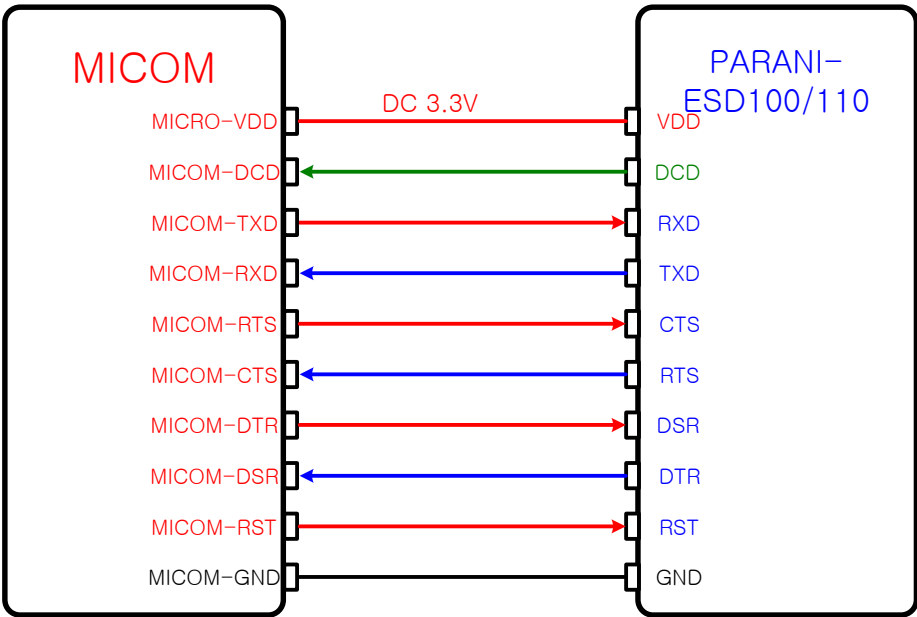 MICOM
PARANI-
ESD100/110
DC 3.3V
MICRO-VDD
VDD
MICOM-DCD
DCD
MICOM-TXD
RXD
MICOM-RXD
TXD
MICOM-RTS
CTS
MICOM-CTS
RTS
MICOM-DTR
DSR
MICOM-DSR
DTR
MICOM-RST
RST
MICOM-GND
GND